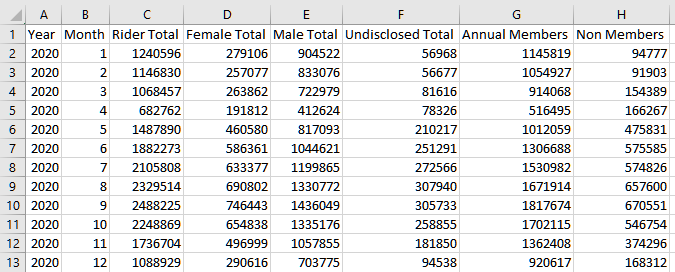 A B C D E F G H
1 Year Month Rider Total Female Total Male Total Undisclosed Total Annual Members Non Members
2 2020 1 1240596 279106 904522 56968 1145819 94777
3 2020 2 1146830 257077 833076 56677 1054927 91903
4 2020 3 1068457 263862 722979 81616 914068 154389
5 2020 4 682762 191812 412624 78326 516495 166267
6 2020 5 1487890 460580 817093 210217 1012059 475831
7 2020 6 1882273 586361 1044621 251291 1306688 575585
8 2020 7 2105808 633377 1199865 272566 1530982 574826
9 2020 8 2329514 690802 1330772 307940 1671914 657600
10 2020 9 2488225 746443 1436049 305733 1817674 670551
11 2020 10 2248869 654838 1335176 258855 1702115 546754
12 2020 11 1736704 496999 1057855 181850 1362408 374296
13 2020 12 1088929 290616 703775 94538 920617 168312